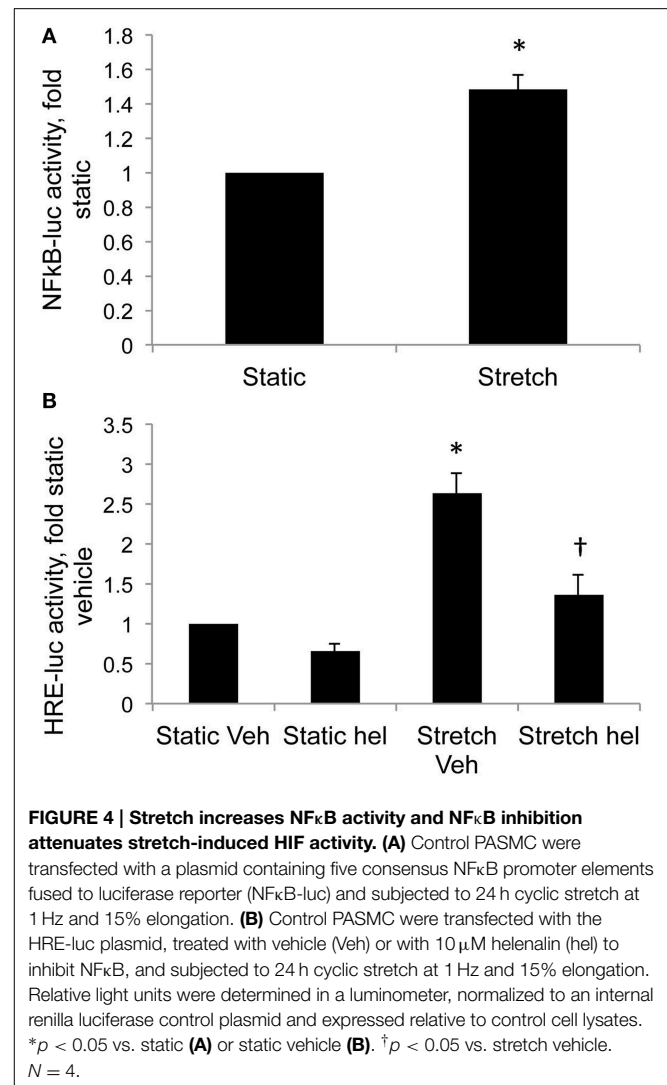 A
1.8
1.6
1.4
1.2
1
0.8
0.6
0.4
0.2
0
NFkB-luc activity, fold
static
*
Static
Stretch
B
3.5
3
2.5
2
1.5
1
0.5
0
HRE-luc activity, fold static
vehicle
*
†
Static Veh
Static hel
Stretch
Veh
Stretch hel
FIGURE 4 | Stretch increases NFκB activity and NFκB inhibition
attenuates stretch-induced HIF activity. (A) Control PASMC were
transfected with a plasmid containing five consensus NFκB promoter elements
fused to luciferase reporter (NFκB-luc) and subjected to 24 h cyclic stretch at
1 Hz and 15% elongation. (B) Control PASMC were transfected with the
HRE-luc plasmid, treated with vehicle (Veh) or with 10 μM helenalin (hel) to
inhibit NFκB, and subjected to 24 h cyclic stretch at 1 Hz and 15% elongation.
Relative light units were determined in a luminometer, normalized to an internal
renilla luciferase control plasmid and expressed relative to control cell lysates.
*p < 0.05 vs. static (A) or static vehicle (B). †p < 0.05 vs. stretch vehicle.
N = 4.